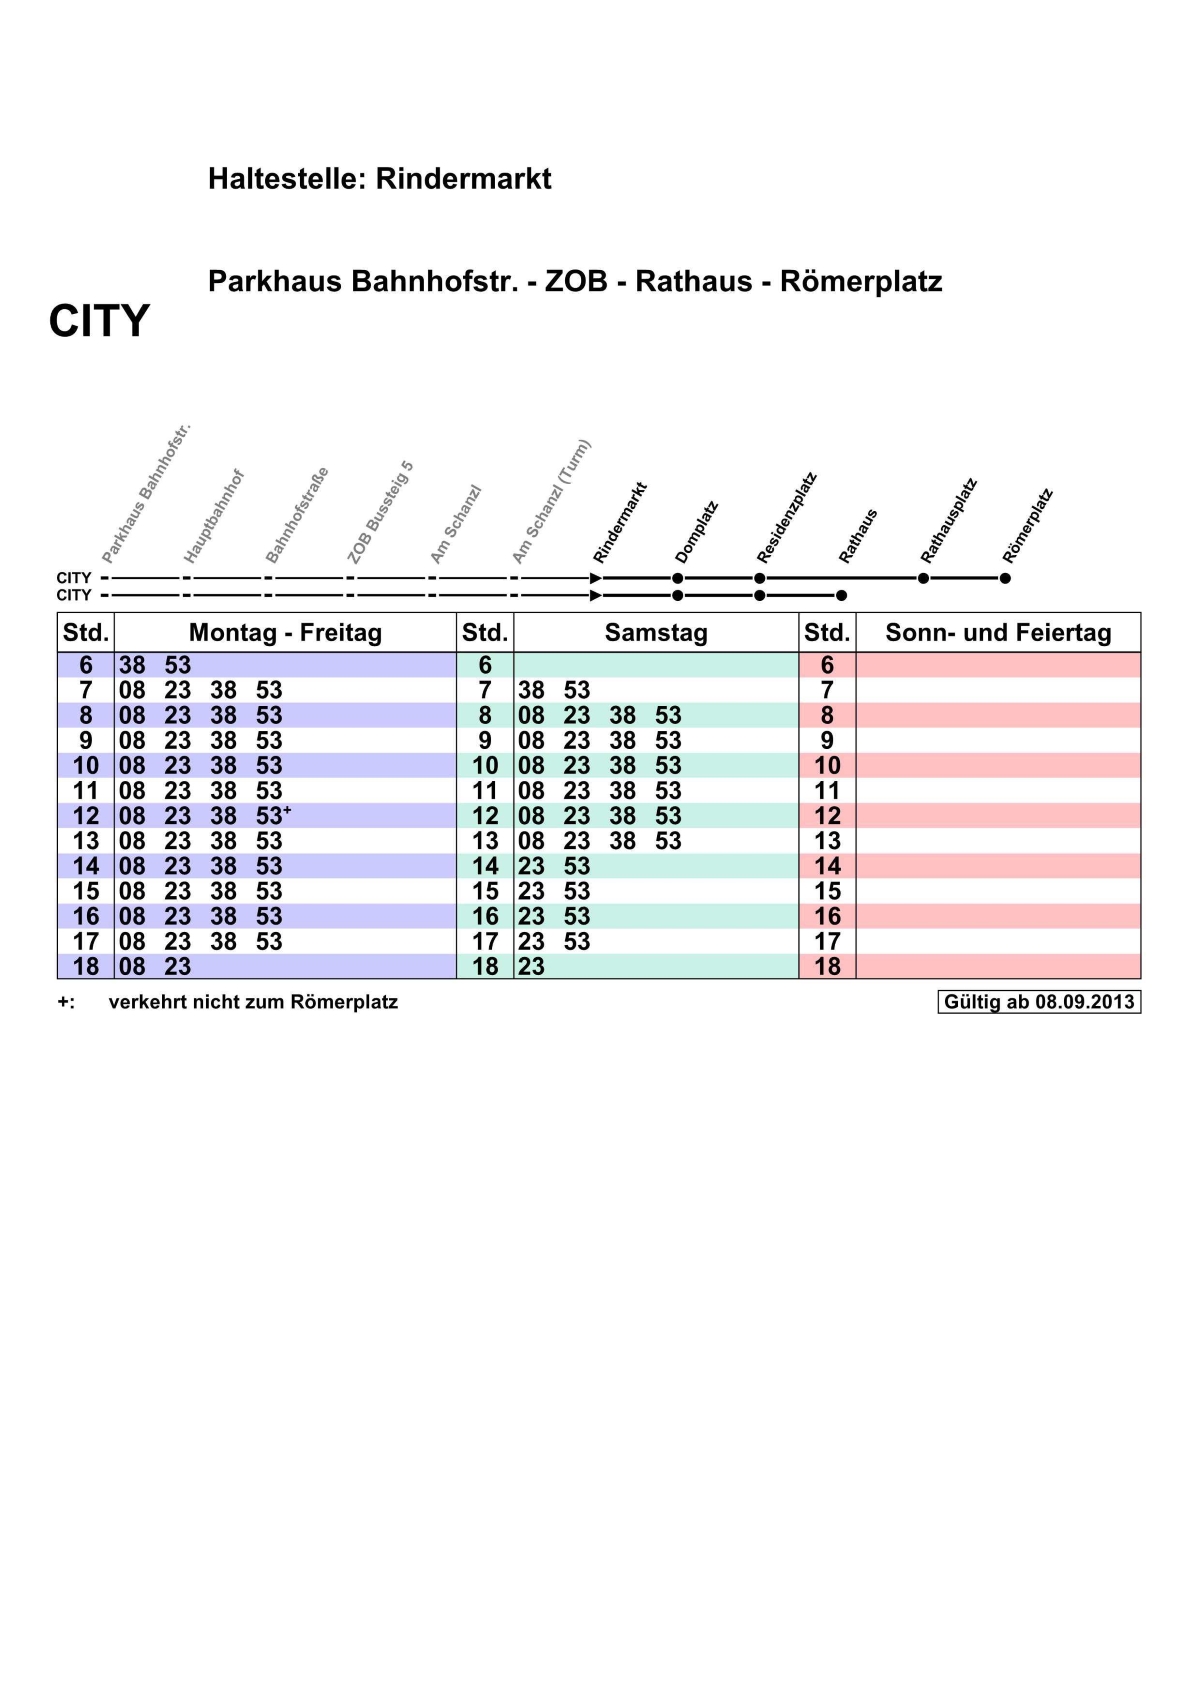 Haltestelle: Rindermarkt
Parkhaus Bahnhofstr. - ZOB - Rathaus - Römerplatz
CITY
Parkhaus Bahnhofstr.
Hauptbahnhof
Bahnhofstraße
ZOB Bussteig 5
Am Schanzl
Am Schanzl (Turm)
Rindermarkt
Domplatz
Residenzplatz
Rathaus
Rathausplatz
Römerplatz
CITY
CITY
Std. Montag - Freitag Std. Samstag Std. Sonn- und Feiertag
6 38 53 6 6
7 08 23 38 53 7 38 53 7
8 08 23 38 53 8 08 23 38 53 8
9 08 23 38 53 9 08 23 38 53 9
10 08 23 38 53 10 08 23 38 53 10
11 08 23 38 53 11 08 23 38 53 11
12 08 23 38 53+ 12 08 23 38 53 12
13 08 23 38 53 13 08 23 38 53 13
14 08 23 38 53 14 23 53 14
15 08 23 38 53 15 23 53 15
16 08 23 38 53 16 23 53 16
17 08 23 38 53 17 23 53 17
18 08 23 18 23 18
+: verkehrt nicht zum Römerplatz Gültig ab 08.09.2013